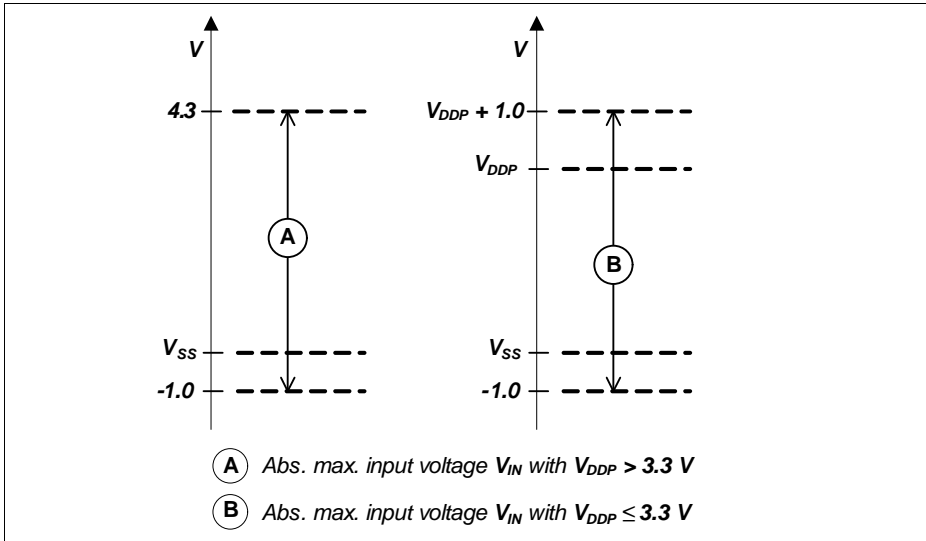 V
4.3
A
V_SS
-1.0
V
V_DDP + 1.0
V_DDP
B
V_SS
-1.0
A Abs. max. input voltage V_IN with V_DDP > 3.3 V
B Abs. max. input voltage V_IN with V_DDP ≤ 3.3 V